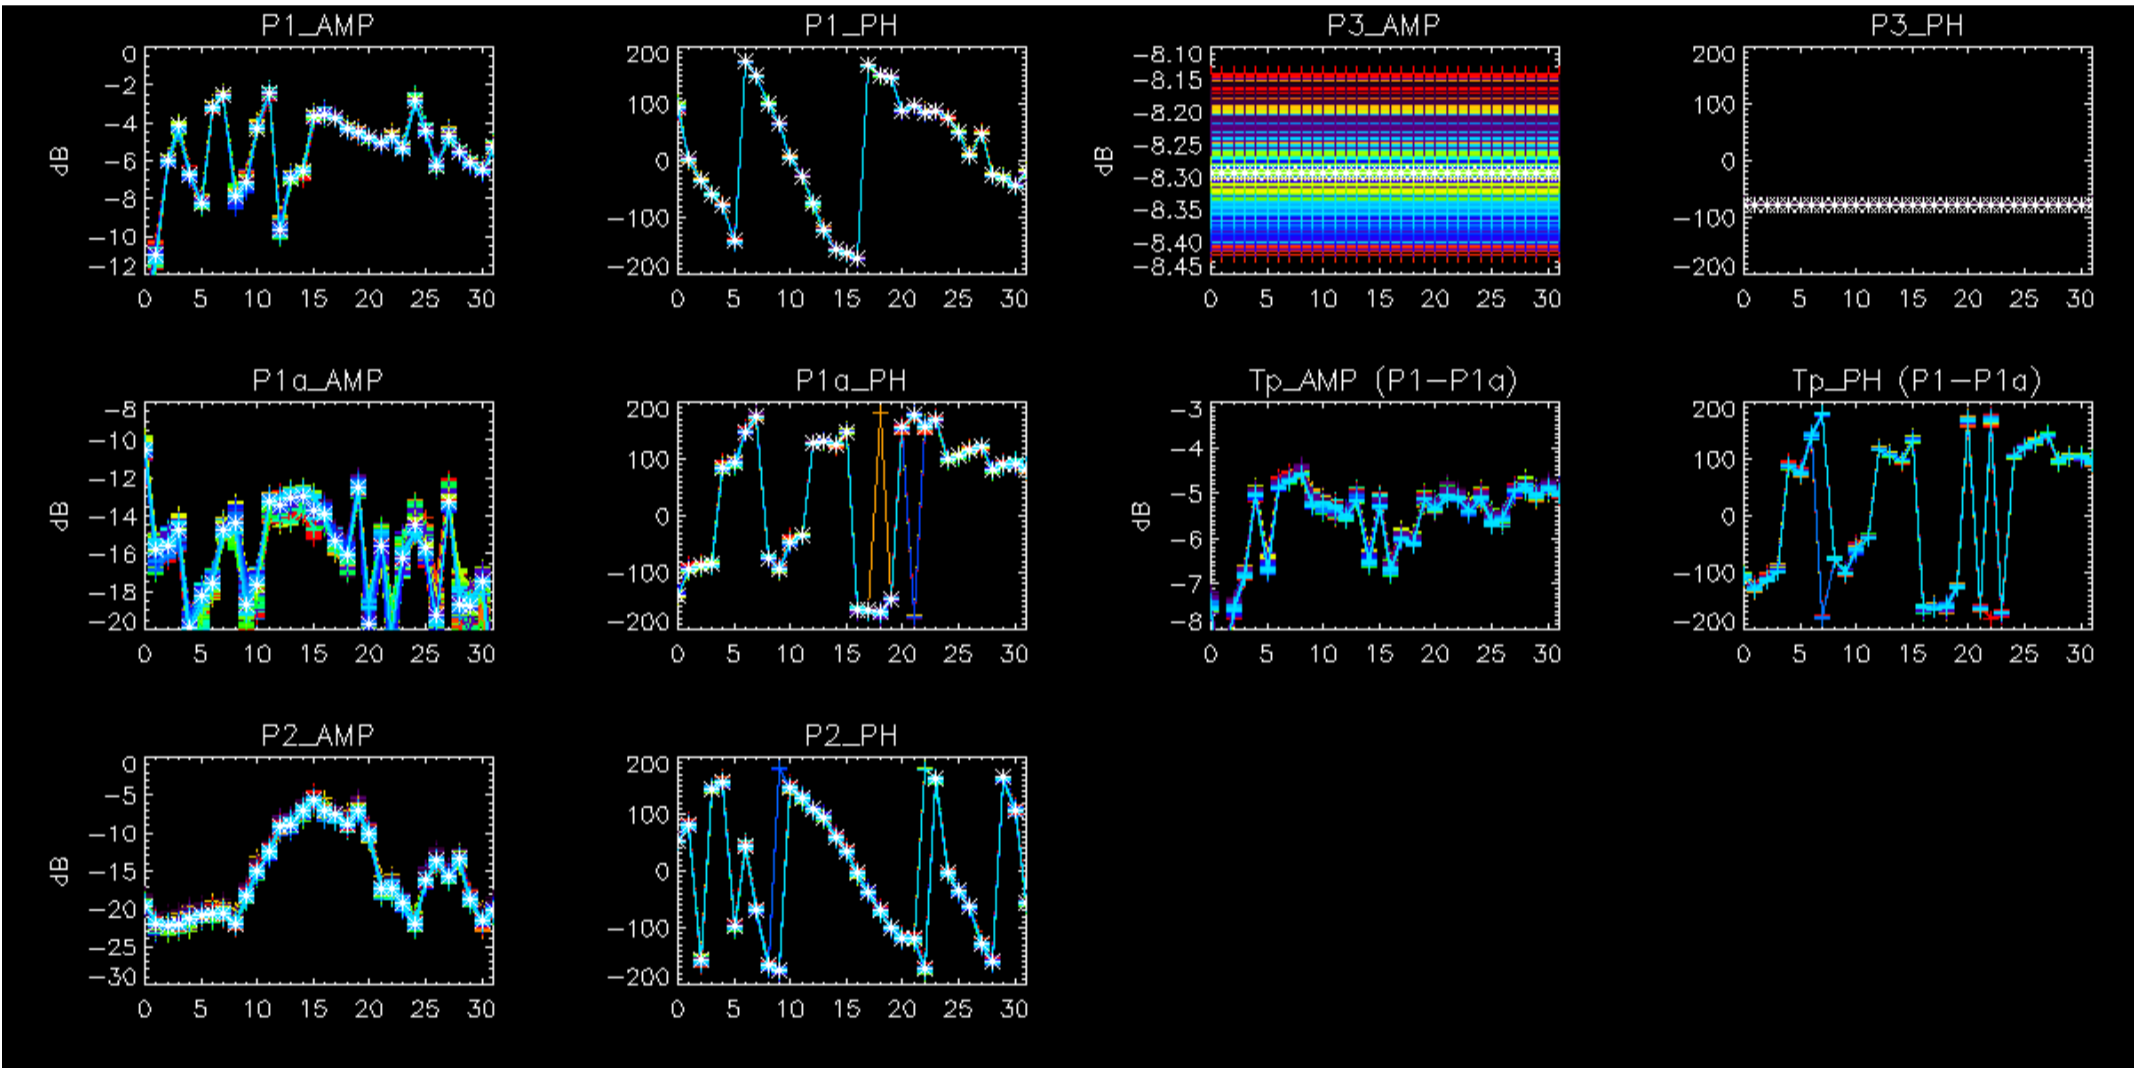 P1_AMP
dB
0
−2
−4
−6
−8
−10
−12
0 5 10 15 20 25 30
P1_PH
200
100
0
−100
−200
0 5 10 15 20 25 30
P3_AMP
dB
−8.10
−8.15
−8.20
−8.25
−8.30
−8.35
−8.40
−8.45
0 5 10 15 20 25 30
P3_PH
200
100
0
−100
−200
0 5 10 15 20 25 30
P1a_AMP
dB
−8
−10
−12
−14
−16
−18
−20
0 5 10 15 20 25 30
P1a_PH
200
100
0
−100
−200
0 5 10 15 20 25 30
Tp_AMP (P1−P1a)
dB
−3
−4
−5
−6
−7
−8
0 5 10 15 20 25 30
Tp_PH (P1−P1a)
200
100
0
−100
−200
0 5 10 15 20 25 30
P2_AMP
dB
0
−5
−10
−15
−20
−25
−30
0 5 10 15 20 25 30
P2_PH
200
100
0
−100
−200
0 5 10 15 20 25 30